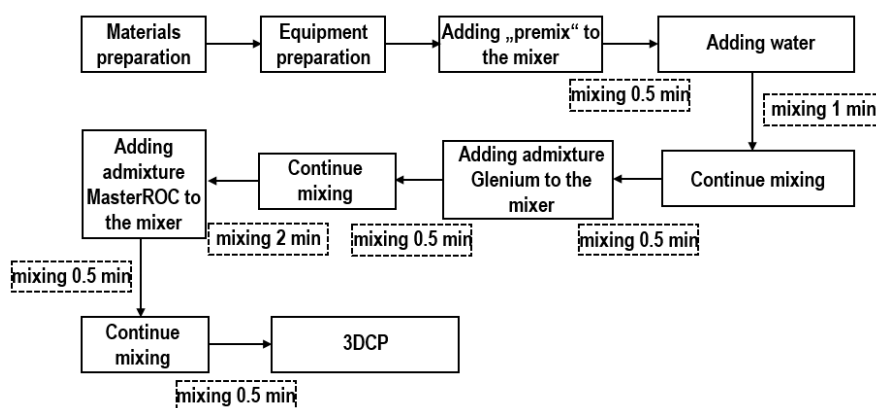 Materials
preparation
Equipment
preparation
Adding „premix“ to
the mixer
Adding water
mixing 0.5 min
mixing 1 min
Continue mixing
mixing 0.5 min
Adding admixture
Glenium to the
mixer
mixing 0.5 min
Continue
mixing
mixing 2 min
Adding
admixture
MasterROC to
the mixer
mixing 0.5 min
Continue
mixing
mixing 0.5 min
3DCP